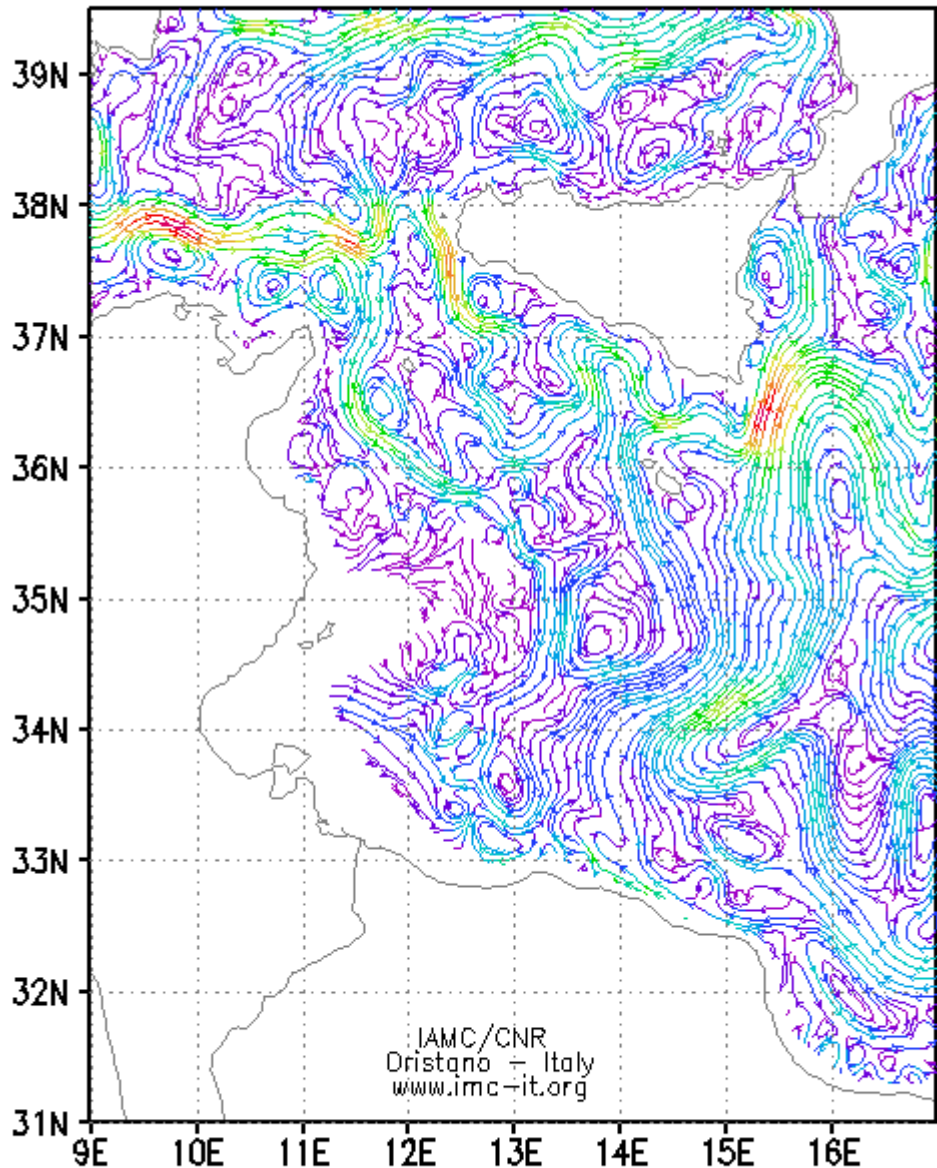 39N
38N
37N
36N
35N
34N
33N
32N
31N
IAMC/CNR
Oristano – Italy
www.imc-it.org
9E 10E 11E 12E 13E 14E 15E 16E